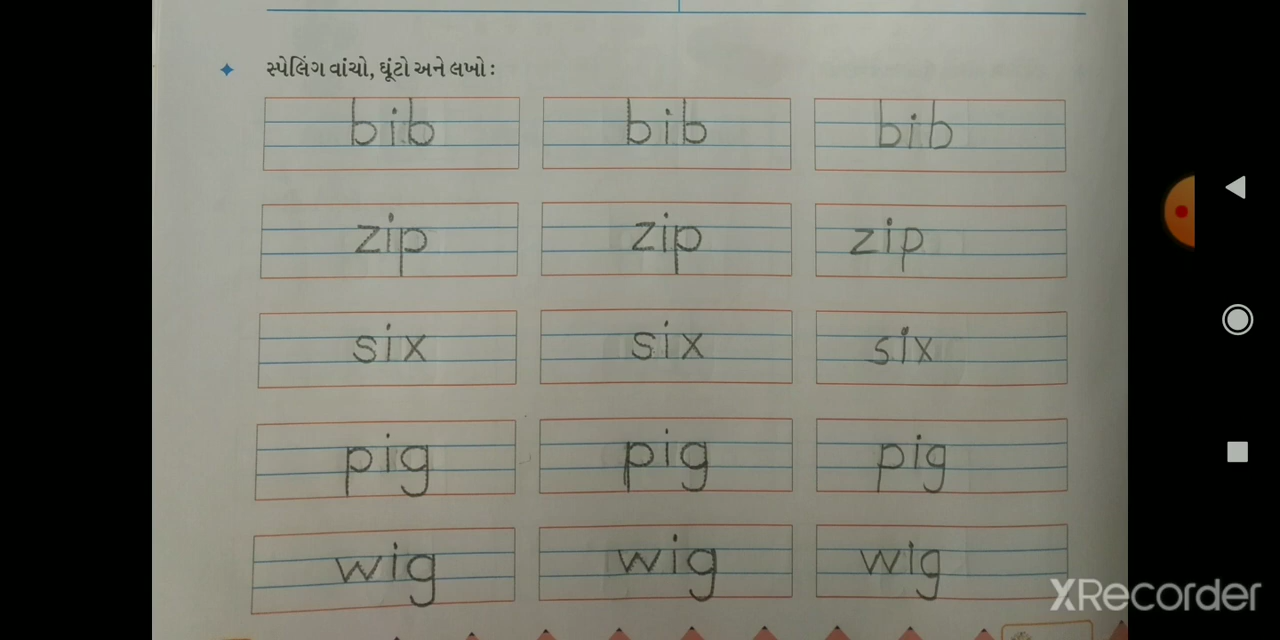 સ્પેલિંગ વાંચો, ઘૂંટો અને લખો :
bib bib bib
zip zip zip
six six six
pig pig pig
wig wig wig
XRecorder